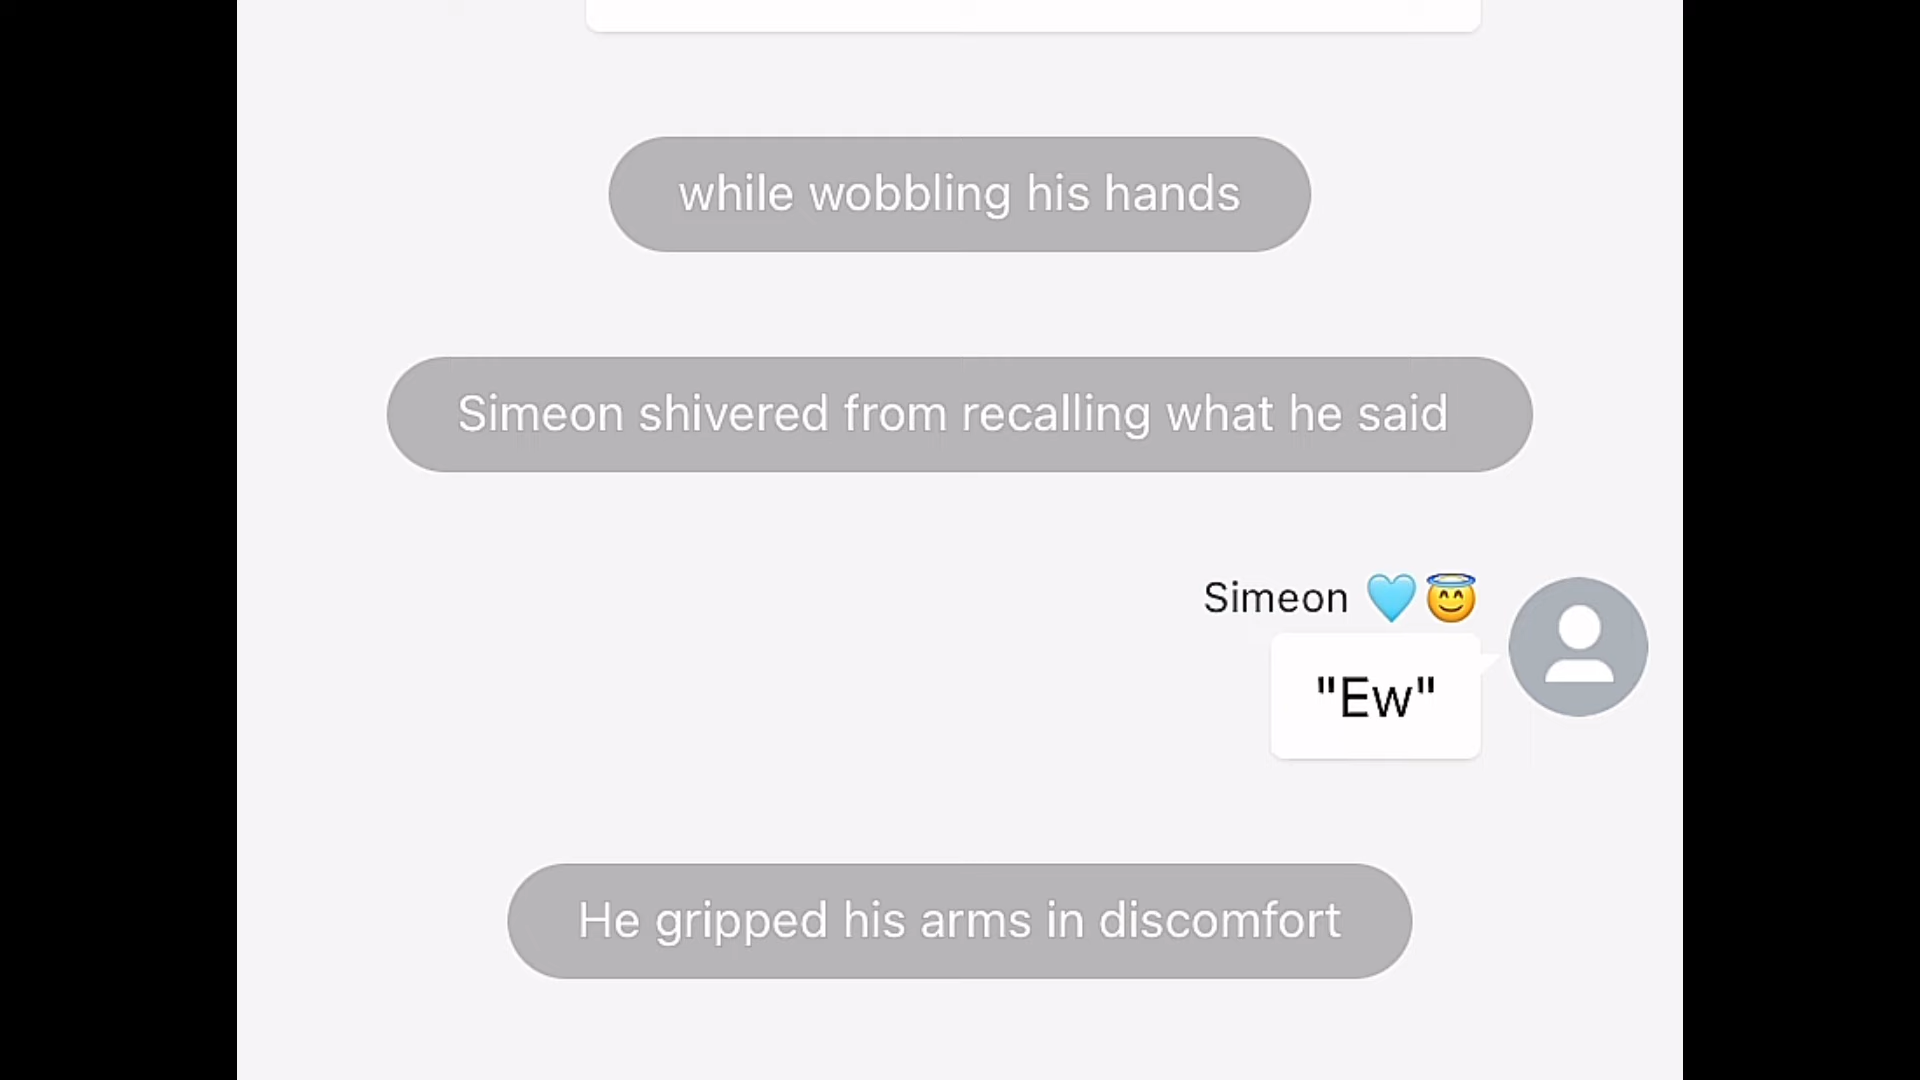 while wobbling his hands
Simeon shivered from recalling what he said
Simeon 🩵😇
"Ew"
He gripped his arms in discomfort